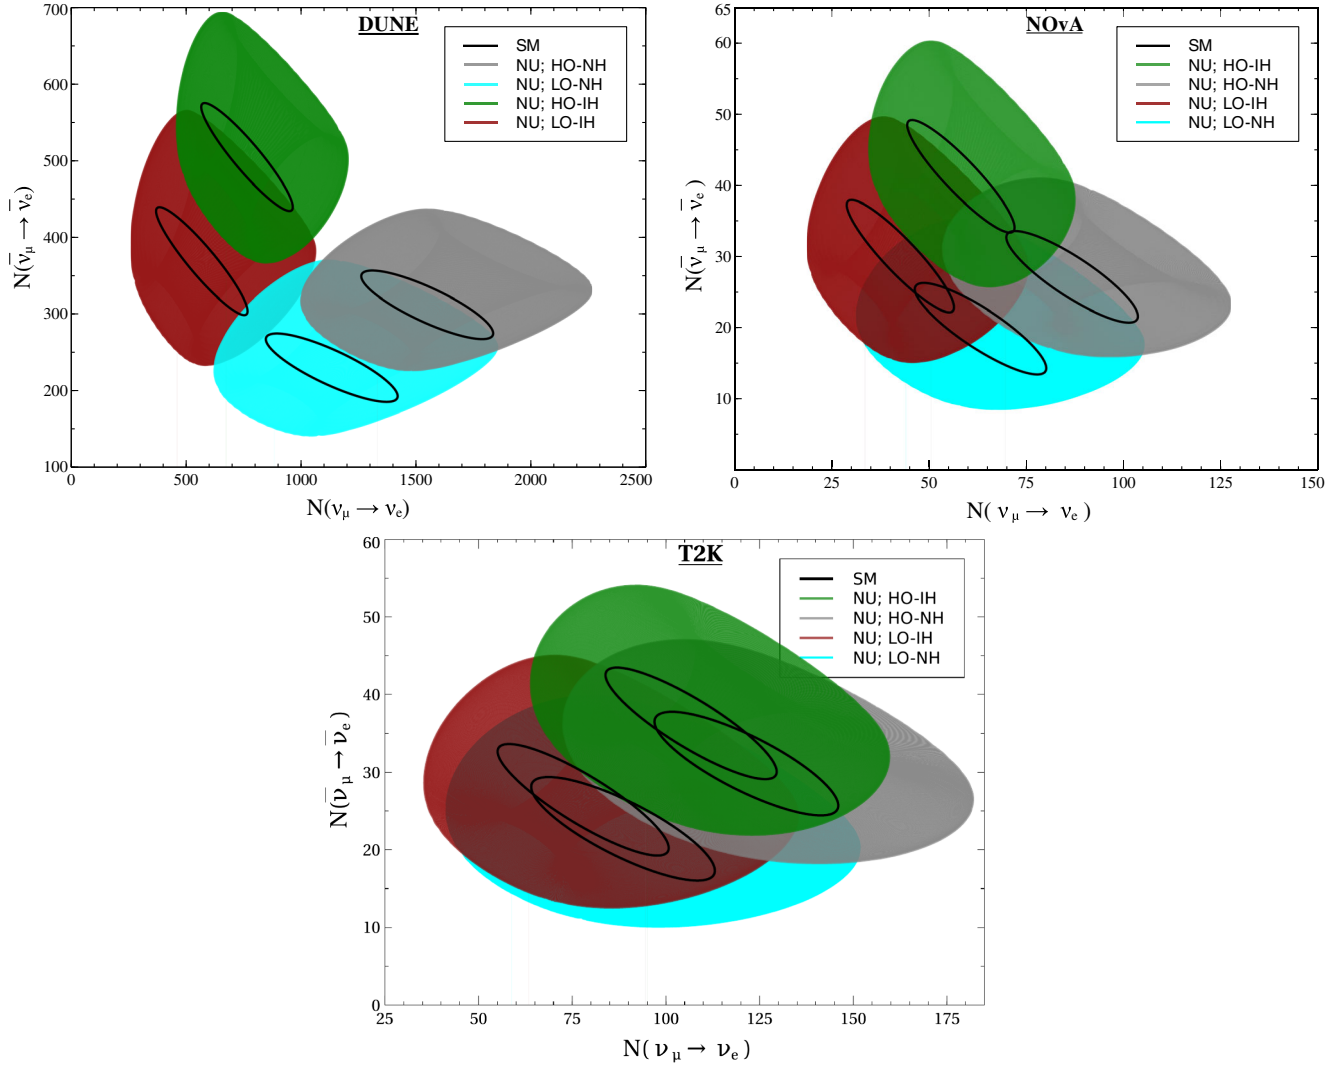 DUNE
700
600
500
400
300
200
100
0
500
1000
1500
2000
2500
N(ν̅μ → ν̅e)
N(νμ → νe)
SM
NU; HO-NH
NU; LO-NH
NU; HO-IH
NU; LO-IH
NOvA
65
60
50
40
30
20
10
0
25
50
75
100
125
150
N(ν̅μ → ν̅e)
N( νμ → νe )
SM
NU; HO-IH
NU; HO-NH
NU; LO-IH
NU; LO-NH
T2K
60
50
40
30
20
10
0
25
50
75
100
125
150
175
N(ν̅μ → ν̅e)
N( νμ → νe )
SM
NU; HO-IH
NU; HO-NH
NU; LO-IH
NU; LO-NH